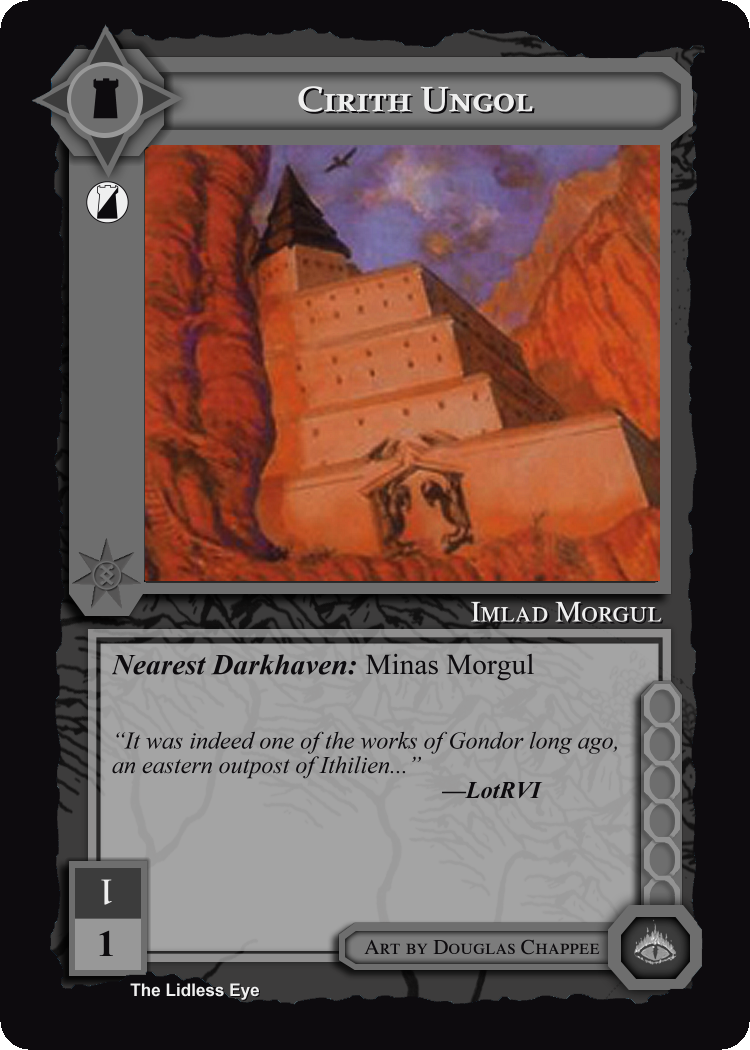 Cirith Ungol
Imlad Morgul
Nearest Darkhaven: Minas Morgul
“It was indeed one of the works of Gondor long ago,
an eastern outpost of Ithilien...”
—LotRVI
1
1
Art by Douglas Chappee
The Lidless Eye